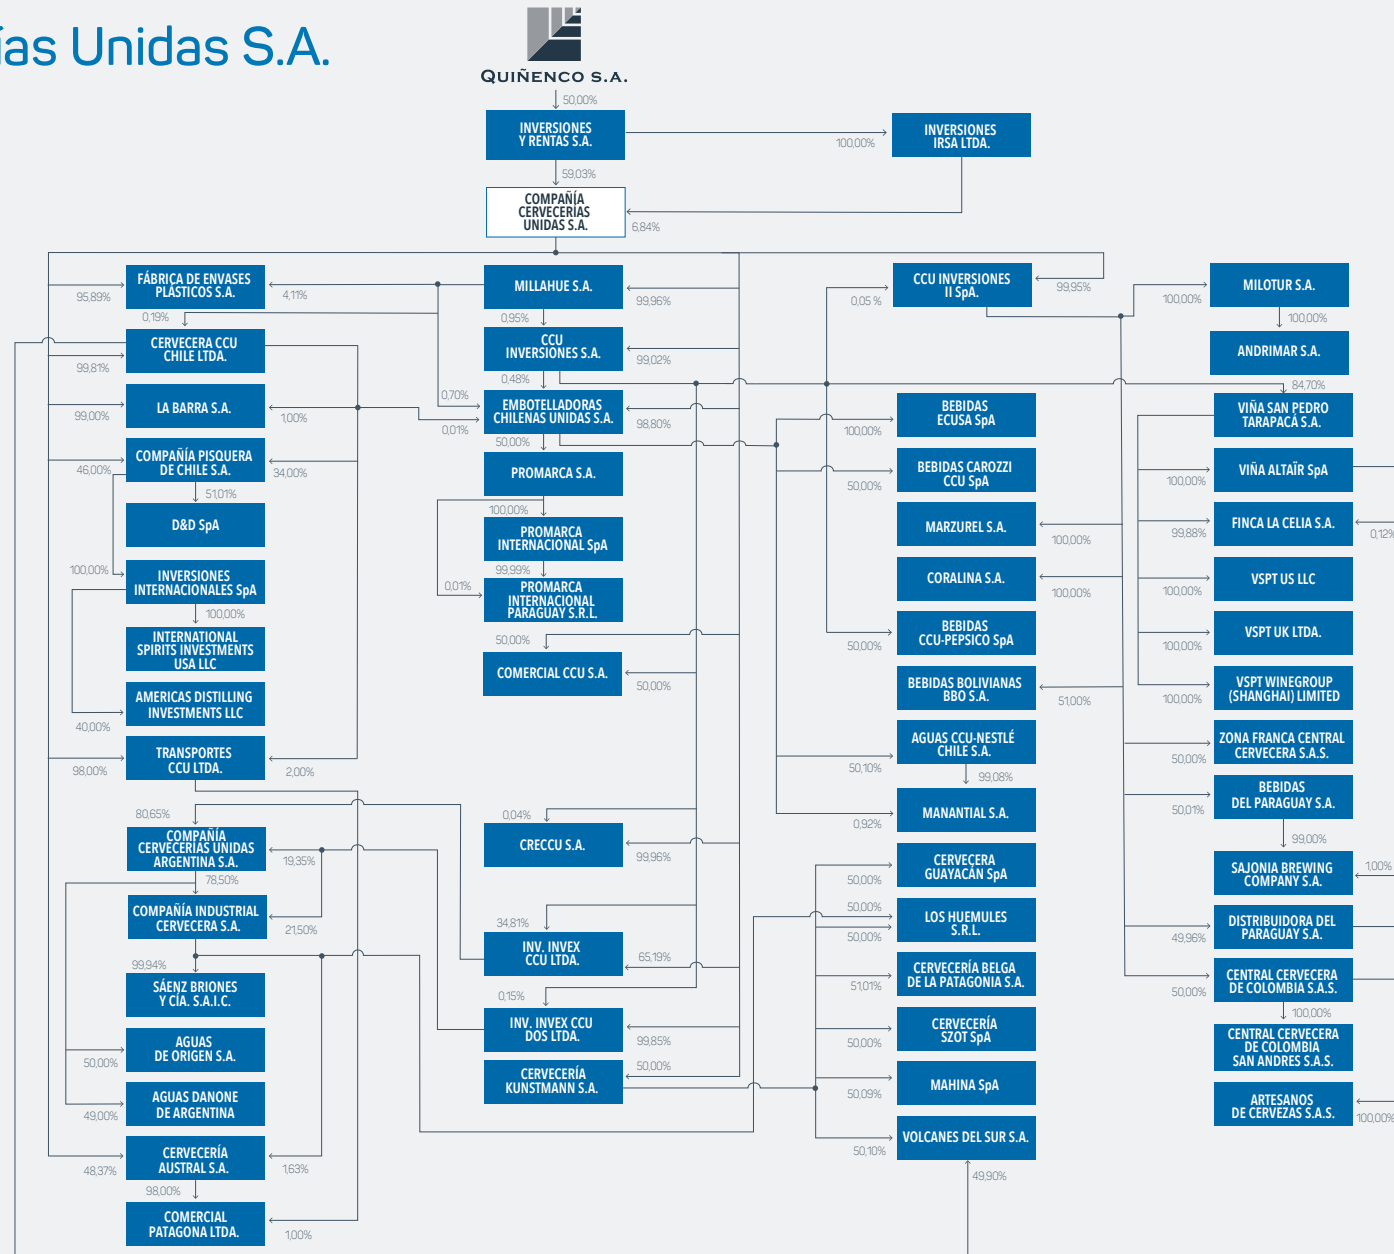 ías Unidas S.A.
QUIÑENCO S.A.
50,00%
INVERSIONES
Y RENTAS S.A.
100,00%
INVERSIONES
IRSA LTDA.
59,03%
COMPAÑÍA
CERVECERÍAS
UNIDAS S.A.
6,84%
FÁBRICA DE ENVASES
PLÁSTICOS S.A.
95,89%
4,11%
0,19%
CERVECERA CCU
CHILE LTDA.
99,81%
LA BARRA S.A.
99,00%
1,00%
COMPAÑÍA PISQUERA
DE CHILE S.A.
46,00%
34,00%
51,01%
D&D SpA
100,00%
INVERSIONES
INTERNACIONALES SpA
100,00%
INTERNATIONAL
SPIRITS INVESTMENTS
USA LLC
AMERICAS DISTILLING
INVESTMENTS LLC
40,00%
TRANSPORTES
CCU LTDA.
98,00%
2,00%
80,65%
COMPAÑÍA
CERVECERÍAS UNIDAS
ARGENTINA S.A.
19,35%
78,50%
COMPAÑÍA INDUSTRIAL
CERVECERA S.A.
21,50%
99,94%
SÁENZ BRIONES
Y CÍA. S.A.I.C.
AGUAS
DE ORIGEN S.A.
50,00%
AGUAS DANONE
DE ARGENTINA
49,00%
CERVECERÍA
AUSTRAL S.A.
48,37%
1,63%
98,00%
COMERCIAL
PATAGONA LTDA.
1,00%
MILLAHUE S.A.
99,96%
0,95%
CCU
INVERSIONES S.A.
99,02%
0,48%
0,70%
EMBOTELLADORAS
CHILENAS UNIDAS S.A.
0,01%
98,80%
50,00%
PROMARCA S.A.
100,00%
PROMARCA
INTERNACIONAL SpA
99,99%
0,01%
PROMARCA
INTERNACIONAL
PARAGUAY S.R.L.
50,00%
COMERCIAL CCU S.A.
50,00%
0,04%
CRECCU S.A.
99,96%
34,81%
INV. INVEX
CCU LTDA.
65,19%
0,15%
INV. INVEX CCU
DOS LTDA.
99,85%
CERVECERÍA
KUNSTMANN S.A.
50,00%
CCU INVERSIONES
II SpA.
0,05 %
99,95%
BEBIDAS
ECUSA SpA
100,00%
BEBIDAS CAROZZI
CCU SpA
50,00%
MARZUREL S.A.
100,00%
CORALINA S.A.
100,00%
BEBIDAS
CCU-PEPSICO SpA
50,00%
BEBIDAS BOLIVIANAS
BBO S.A.
51,00%
AGUAS CCU-NESTLÉ
CHILE S.A.
50,10%
99,08%
MANANTIAL S.A.
0,92%
CERVECERA
GUAYACÁN SpA
50,00%
50,00%
LOS HUEMULES
S.R.L.
50,00%
CERVECERÍA BELGA
DE LA PATAGONIA S.A.
51,01%
CERVECERÍA
SZOT SpA
50,00%
MAHINA SpA
50,09%
VOLCANES DEL SUR S.A.
50,10%
49,90%
MILOTUR S.A.
100,00%
100,00%
ANDRIMAR S.A.
84,70%
VIÑA SAN PEDRO
TARAPACÁ S.A.
VIÑA ALTAÏR SpA
100,00%
FINCA LA CELIA S.A.
99,88%
0,12%
VSPT US LLC
100,00%
VSPT UK LTDA.
100,00%
VSPT WINEGROUP
(SHANGHAI) LIMITED
100,00%
ZONA FRANCA CENTRAL
CERVECERA S.A.S.
50,00%
BEBIDAS
DEL PARAGUAY S.A.
50,01%
99,00%
SAJONIA BREWING
COMPANY S.A.
1,00%
DISTRIBUIDORA DEL
PARAGUAY S.A.
49,96%
CENTRAL CERVECERA
DE COLOMBIA S.A.S.
50,00%
100,00%
CENTRAL CERVECERA
DE COLOMBIA
SAN ANDRES S.A.S.
ARTESANOS
DE CERVEZAS S.A.S.
100,00%